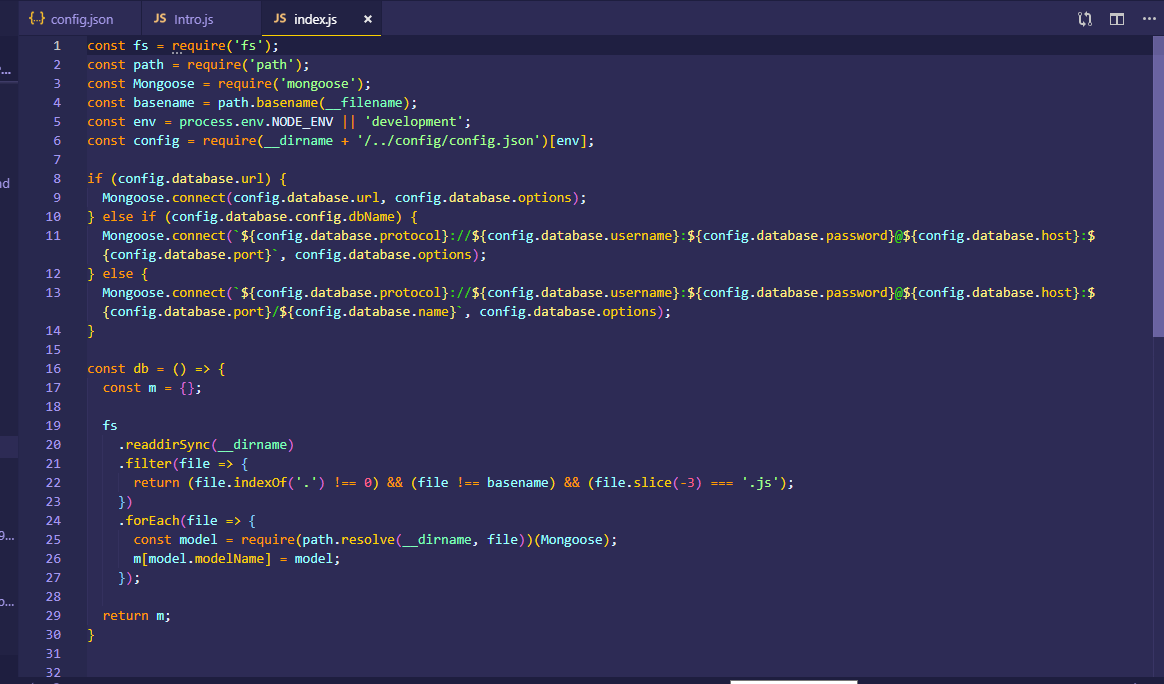 config.json JS Intro.js JS index.js
1 const fs = require('fs');
2 const path = require('path');
3 const Mongoose = require('mongoose');
4 const basename = path.basename(__filename);
5 const env = process.env.NODE_ENV || 'development';
6 const config = require(__dirname + '/../config/config.json')[env];
7
8 if (config.database.url) {
9 Mongoose.connect(config.database.url, config.database.options);
10 } else if (config.database.config.dbName) {
11 Mongoose.connect(`${config.database.protocol}://${config.database.username}:${config.database.password}@${config.database.host}:$
{config.database.port}`, config.database.options);
12 } else {
13 Mongoose.connect(`${config.database.protocol}://${config.database.username}:${config.database.password}@${config.database.host}:$
{config.database.port}/${config.database.name}`, config.database.options);
14 }
15
16 const db = () => {
17 const m = {};
18
19 fs
20 .readdirSync(__dirname)
21 .filter(file => {
22 return (file.indexOf('.') !== 0) && (file !== basename) && (file.slice(-3) === '.js');
23 })
24 .forEach(file => {
25 const model = require(path.resolve(__dirname, file))(Mongoose);
26 m[model.modelName] = model;
27 });
28
29 return m;
30 }
31
32